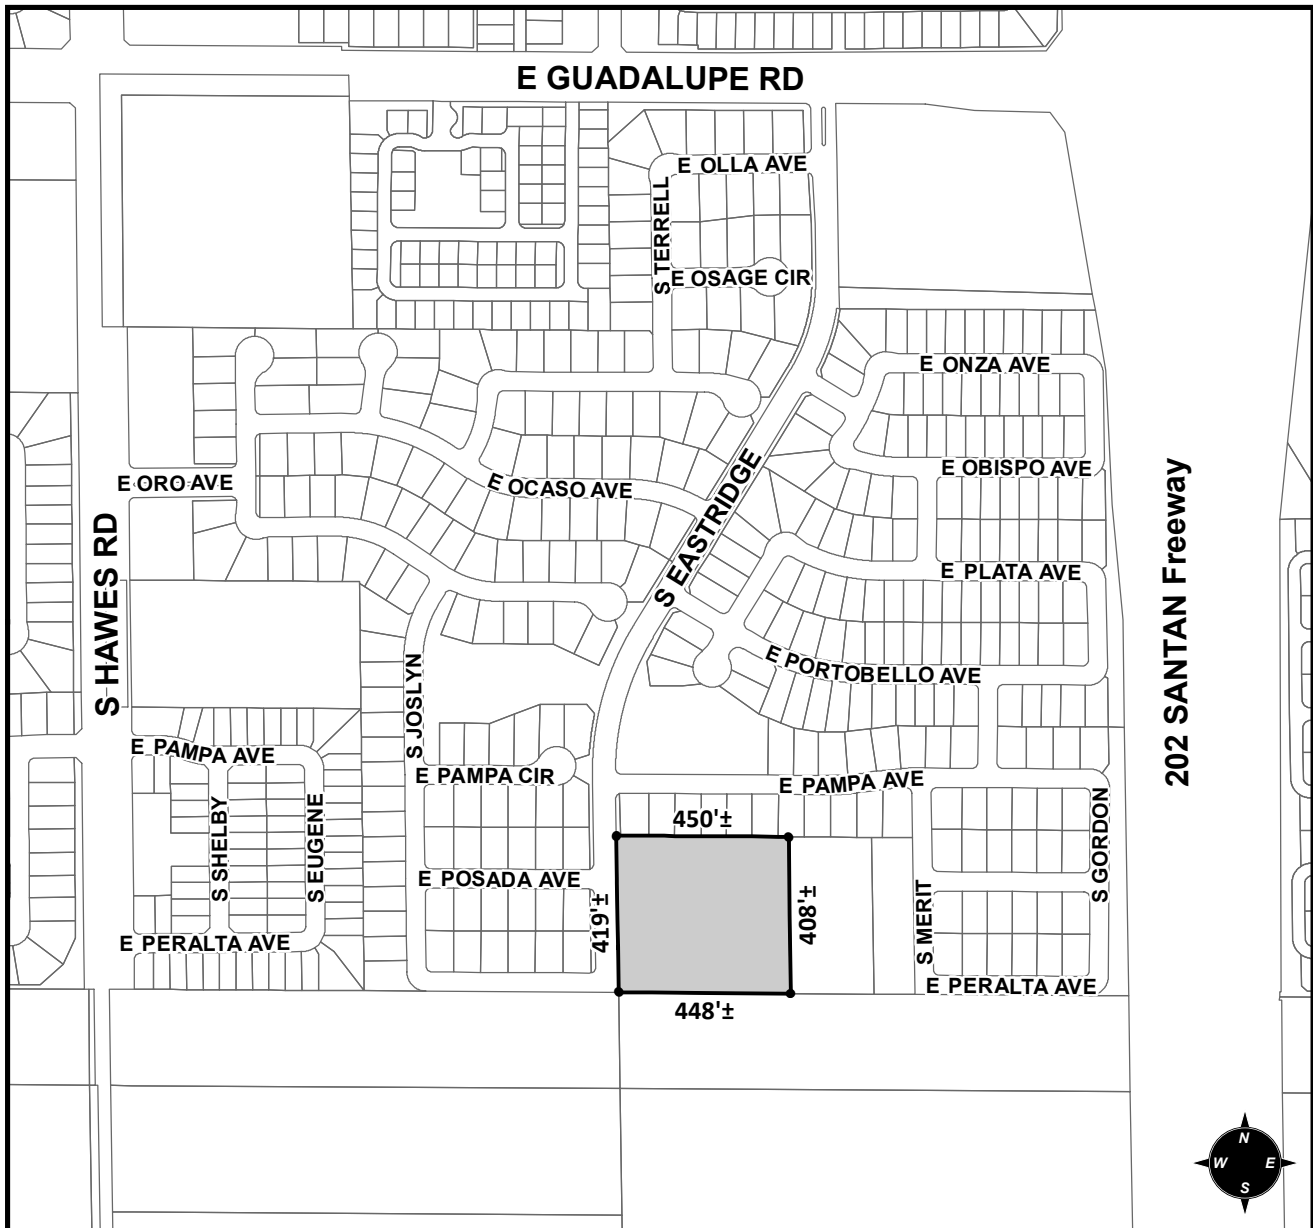 E GUADALUPE RD
E OLLA AVE
S TERRELL
E OSAGE CIR
E ONZA AVE
E OBISPO AVE
E ORO AVE
E OCASO AVE
S EASTRIDGE
S HAWES RD
E PLATA AVE
202 SANTAN Freeway
E PORTOBELLO AVE
S JOSLYN
E PAMPA AVE
E PAMPA CIR
E PAMPA AVE
S SHELBY
S EUGENE
450'±
S GORDON
E POSADA AVE
419'±
408'±
S MERIT
E PERALTA AVE
E PERALTA AVE
448'±
N
W E
S